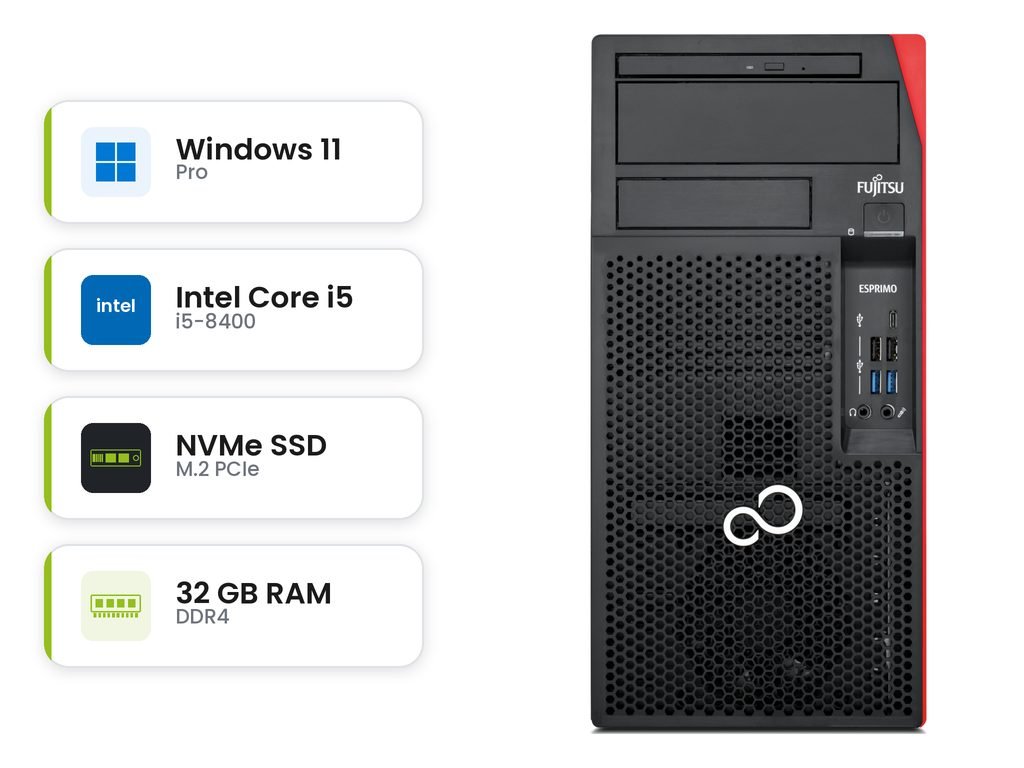 Windows 11
Pro
intel
Intel Core i5
i5-8400
NVMe SSD
M.2 PCIe
32 GB RAM
DDR4
FUJITSU
ESPRIMO